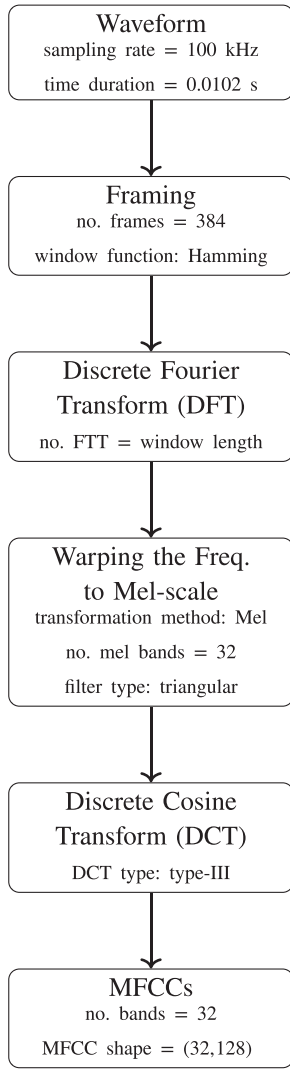 Waveform
sampling rate = 100 kHz
time duration = 0.0102 s
Framing
no. frames = 384
window function: Hamming
Discrete Fourier
Transform (DFT)
no. FTT = window length
Warping the Freq.
to Mel-scale
transformation method: Mel
no. mel bands = 32
filter type: triangular
Discrete Cosine
Transform (DCT)
DCT type: type-III
MFCCs
no. bands = 32
MFCC shape = (32,128)